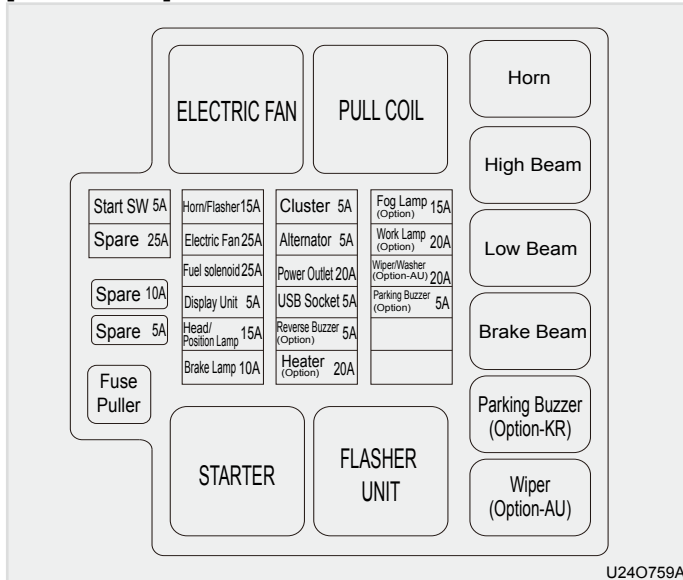 ELECTRIC FAN
PULL COIL
Horn
High Beam
Low Beam
Brake Beam
Parking Buzzer
(Option-KR)
Wiper
(Option-AU)
Start SW 5A
Spare 25A
Spare 10A
Spare 5A
Fuse
Puller
Horn/Flasher 15A
Electric Fan 25A
Fuel solenoid 25A
Display Unit 5A
Head/
Position Lamp 15A
Brake Lamp 10A
Cluster 5A
Alternator 5A
Power Outlet 20A
USB Socket 5A
Reverse Buzzer 5A
(Option)
Heater
(Option) 20A
Fog Lamp 15A
(Option)
Work Lamp 20A
(Option)
Wiper/Washer
(Option-AU) 20A
Parking Buzzer 5A
(Option)
STARTER
FLASHER
UNIT
U24O759A